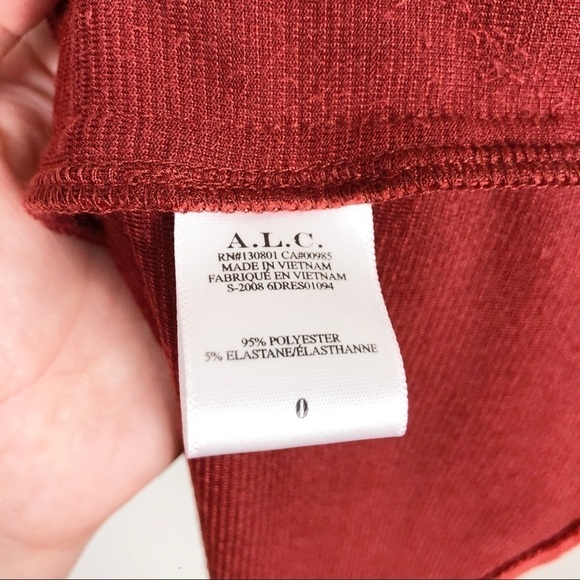 A.L.C.
RN#130801 CA#00985
MADE IN VIETNAM
FABRIQUÉ EN VIETNAM
S-2008 6DRES01094
95% POLYESTER
5% ELASTANE/ÉLASTHANNE
0